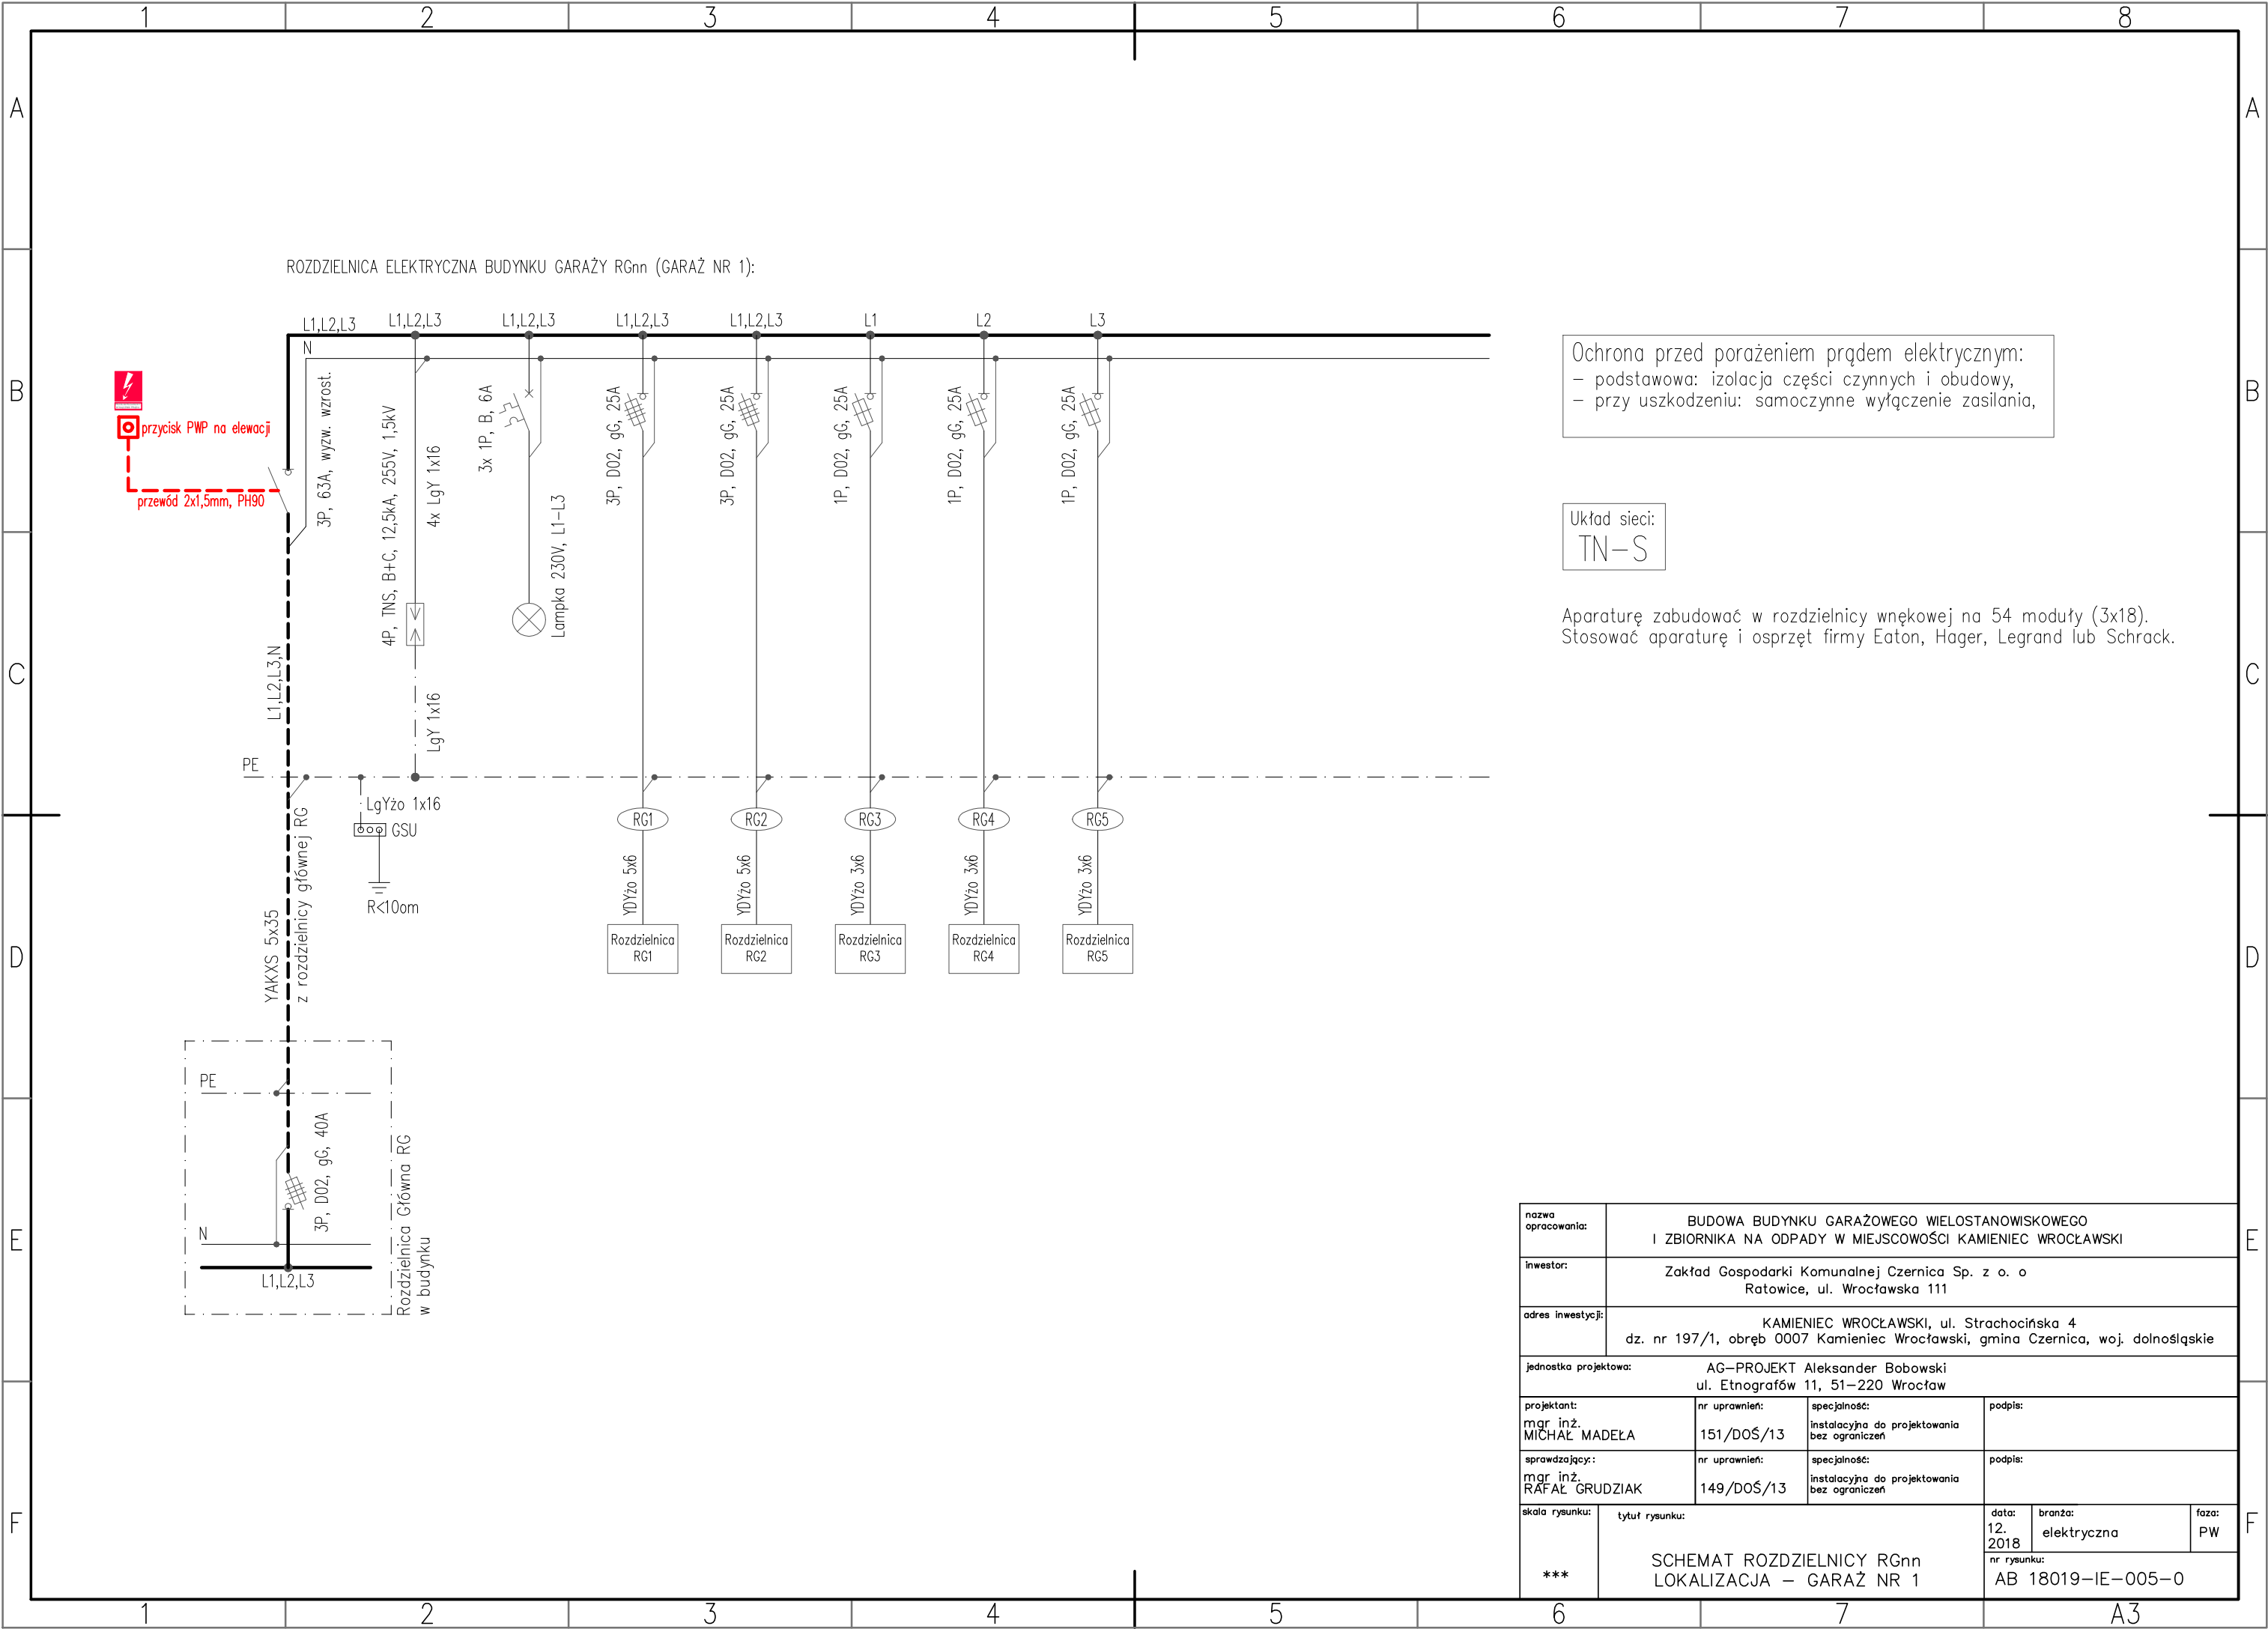 1 2 3 4 5 6 7 8
A A
B B
C C
D D
E E
F F
ROZDZIELNICA ELEKTRYCZNA BUDYNKU GARAŻY RGnn (GARAŻ NR 1):
L1,L2,L3
L1,L2,L3
L1,L2,L3
L1,L2,L3
L1,L2,L3
L1
L2
L3
N
przycisk PWP na elewacji
przewód 2x1,5mm, PH90
3P, 63A, wyzw. wzrost.
4P, TNS, B+C, 12,5kA, 255V, 1,5kV
4x LgY 1x16
3x 1P, B, 6A
Lampka 230V, L1-L3
3P, D02, gG, 25A
3P, D02, gG, 25A
1P, D02, gG, 25A
1P, D02, gG, 25A
1P, D02, gG, 25A
L1,L2,L3,N
LgY 1x16
PE
LgYżo 1x16
GSU
R<10om
YAKXS 5x35
z rozdzielnicy głównej RG
RG1
RG2
RG3
RG4
RG5
YDYżo 5x6
YDYżo 5x6
YDYżo 3x6
YDYżo 3x6
YDYżo 3x6
Rozdzielnica
RG1
Rozdzielnica
RG2
Rozdzielnica
RG3
Rozdzielnica
RG4
Rozdzielnica
RG5
PE
3P, D02, gG, 40A
N
L1,L2,L3
Rozdzielnica Główna RG
w budynku
Ochrona przed porażeniem prądem elektrycznym:
- podstawowa: izolacja części czynnych i obudowy,
- przy uszkodzeniu: samoczynne wyłączenie zasilania,
Układ sieci:
TN-S
Aparaturę zabudować w rozdzielnicy wnękowej na 54 moduły (3x18).
Stosować aparaturę i osprzęt firmy Eaton, Hager, Legrand lub Schrack.
nazwa
opracowania:
BUDOWA BUDYNKU GARAŻOWEGO WIELOSTANOWISKOWEGO
I ZBIORNIKA NA ODPADY W MIEJSCOWOŚCI KAMIENIEC WROCŁAWSKI
inwestor:
Zakład Gospodarki Komunalnej Czernica Sp. z o. o
Ratowice, ul. Wrocławska 111
adres inwestycji:
KAMIENIEC WROCŁAWSKI, ul. Strachocińska 4
dz. nr 197/1, obręb 0007 Kamieniec Wrocławski, gmina Czernica, woj. dolnośląskie
jednostka projektowa:
AG-PROJEKT Aleksander Bobowski
ul. Etnografów 11, 51-220 Wrocław
projektant:
mgr inż.
MICHAŁ MADEŁA
nr uprawnień:
151/DOŚ/13
specjalność:
instalacyjna do projektowania
bez ograniczeń
podpis:
sprawdzający::
mgr inż.
RAFAŁ GRUDZIAK
nr uprawnień:
149/DOŚ/13
specjalność:
instalacyjna do projektowania
bez ograniczeń
podpis:
skala rysunku:
***
tytuł rysunku:
SCHEMAT ROZDZIELNICY RGnn
LOKALIZACJA - GARAŻ NR 1
data:
12.
2018
branża:
elektryczna
faza:
PW
nr rysunku:
AB 18019-IE-005-0
1 2 3 4 5 6 7 A3